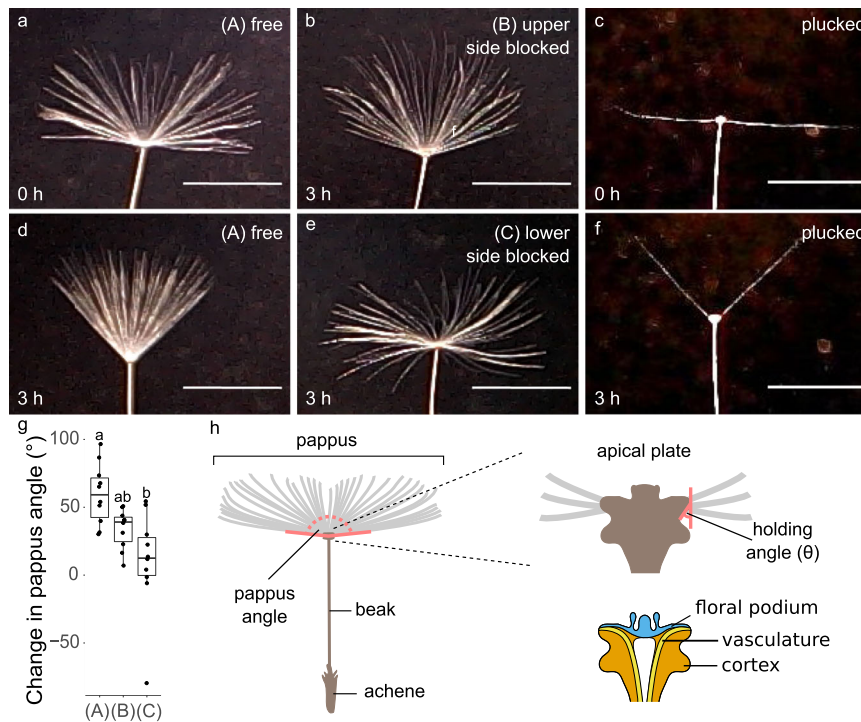 a
(A) free
0 h
b
(B) upper
side blocked
3 h
c
plucked
0 h
d
(A) free
3 h
e
(C) lower
side blocked
3 h
f
plucked
3 h
g
Change in pappus angle (°)
100
50
0
−50
a
ab
b
(A) (B) (C)
h
pappus
pappus
angle
beak
achene
apical plate
holding
angle (θ)
floral podium
vasculature
cortex